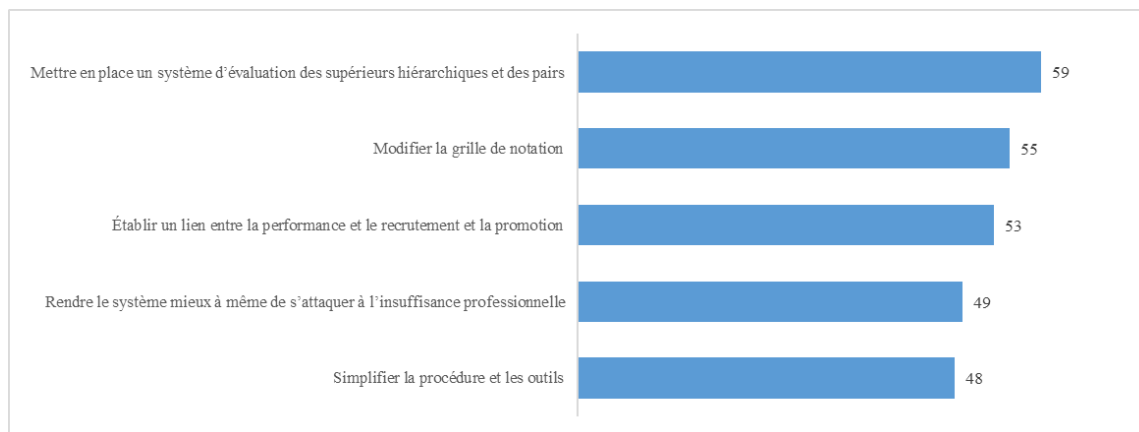 Mettre en place un système d’évaluation des supérieurs hiérarchiques et des pairs 59
Modifier la grille de notation 55
Établir un lien entre la performance et le recrutement et la promotion 53
Rendre le système mieux à même de s’attaquer à l’insuffisance professionnelle 49
Simplifier la procédure et les outils 48